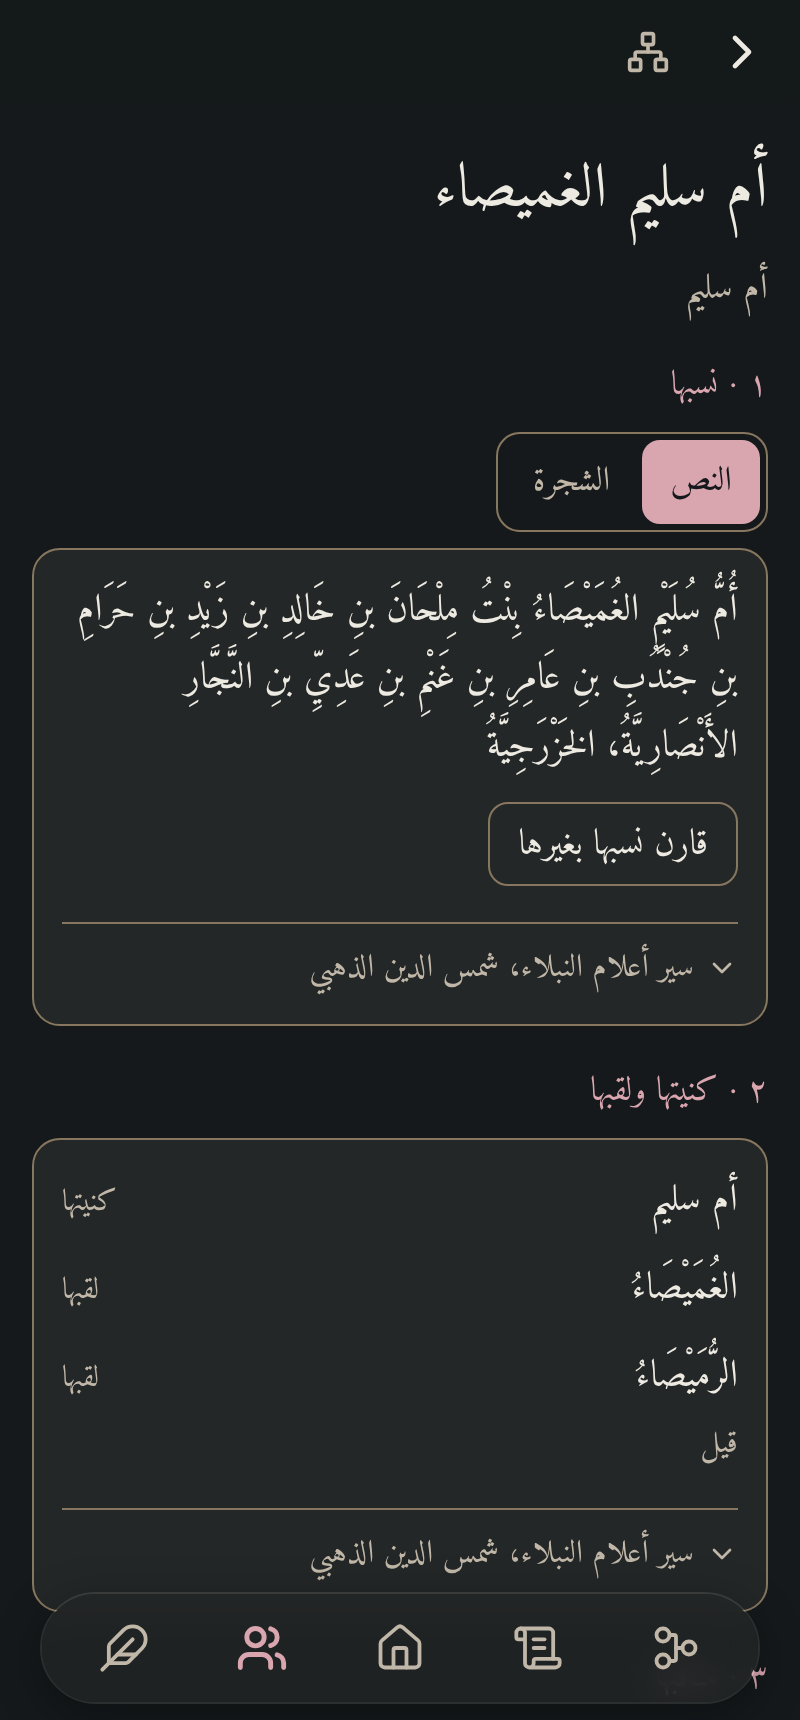 أم سليم الغميصاء
أم سليم
١ · نسبها
النص
الشجرة
أُمُّ سُلَيْمٍ الغُمَيْصَاءُ بِنْتُ مِلْحَانَ بنِ خَالِدِ بنِ زَيْدِ بنِ حَرَامِ
بنِ جُنْدُبِ بنِ عَامِرِ بنِ غَنْمِ بنِ عَدِيِّ بنِ النَّجَّارِ
الأَنْصَارِيَّةُ، الخَزْرَجِيَّةُ
قارن نسبها بغيرها
سير أعلام النبلاء، شمس الدين الذهبي
٢ · كنيتها ولقبها
أم سليم
كنيتها
الغُمَيْصَاءُ
لقبها
الرُّمَيْصَاءُ
لقبها
قيل
سير أعلام النبلاء، شمس الدين الذهبي
٣